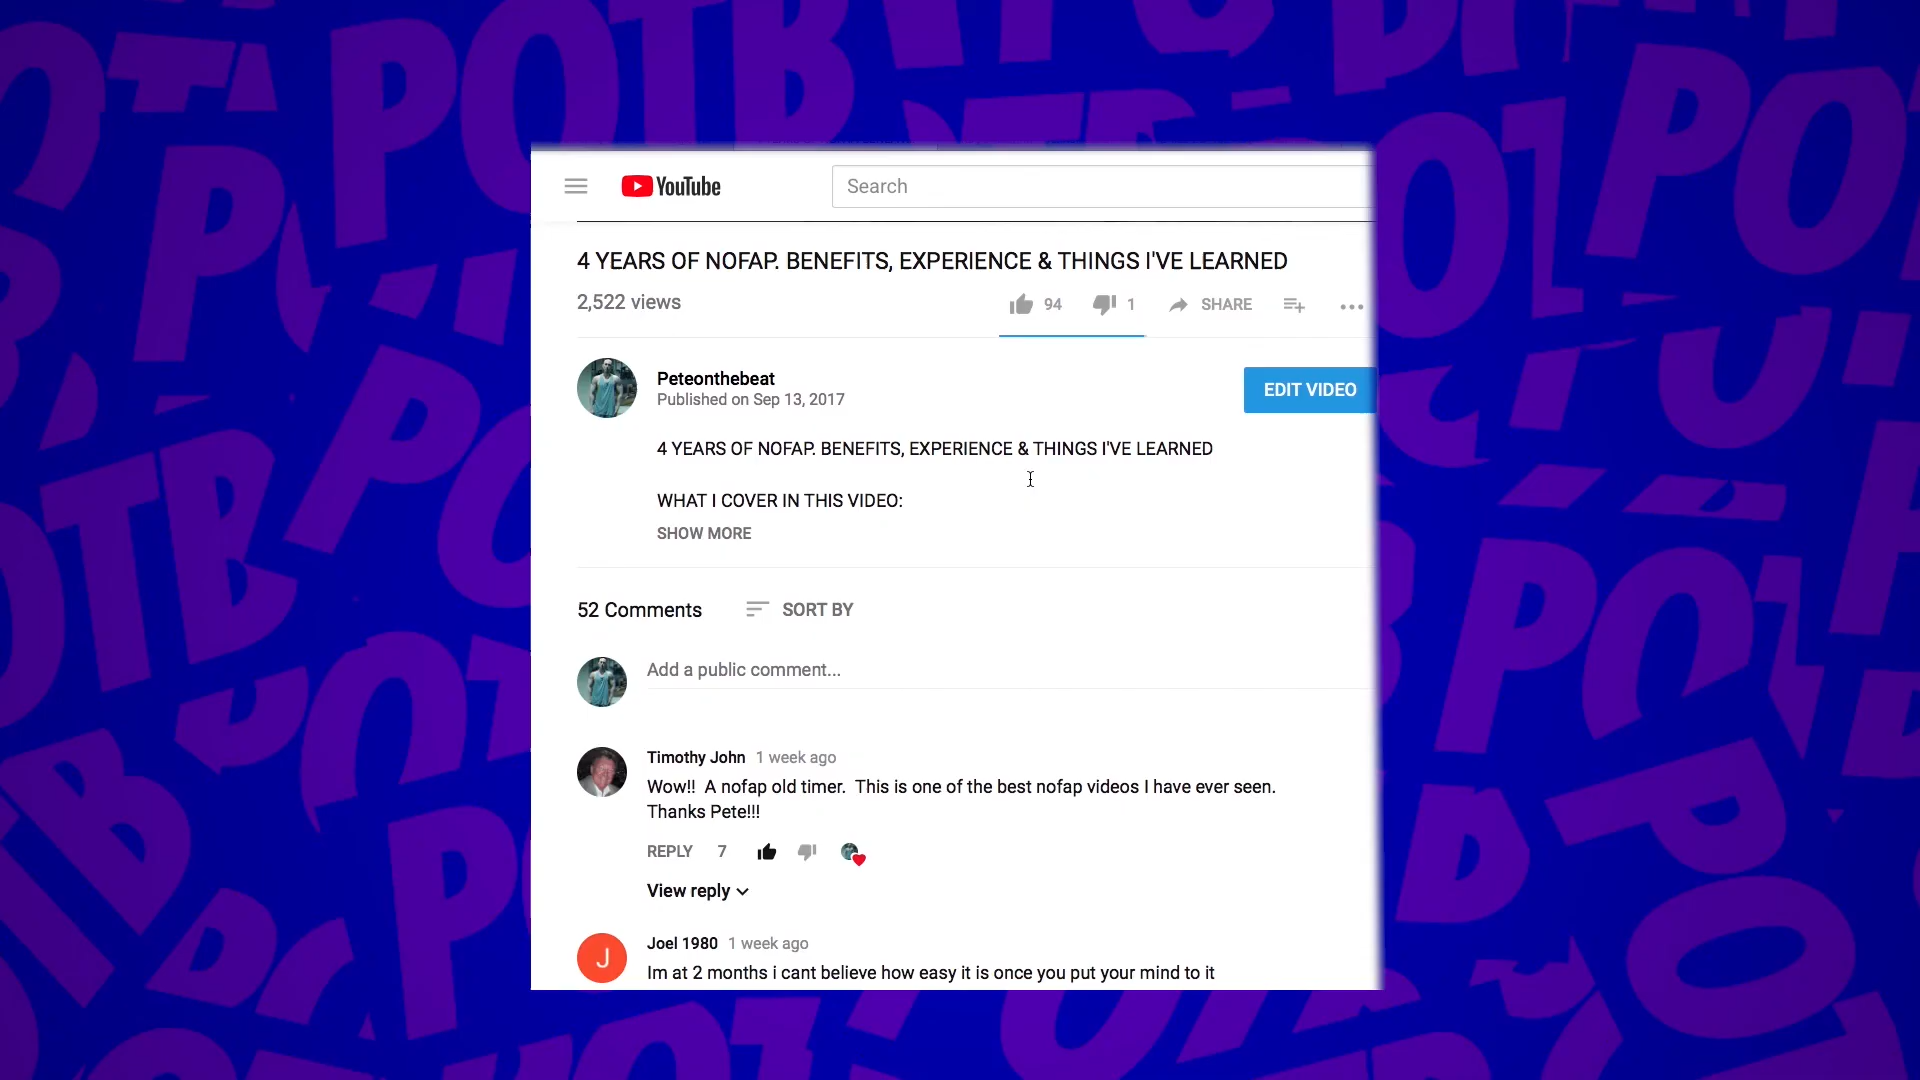 YouTube
Search
4 YEARS OF NOFAP. BENEFITS, EXPERIENCE & THINGS I'VE LEARNED
2,522 views
94 1 SHARE
Peteonthebeat
Published on Sep 13, 2017
EDIT VIDEO
4 YEARS OF NOFAP. BENEFITS, EXPERIENCE & THINGS I'VE LEARNED
WHAT I COVER IN THIS VIDEO:
SHOW MORE
52 Comments SORT BY
Add a public comment...
Timothy John 1 week ago
Wow!! A nofap old timer. This is one of the best nofap videos I have ever seen.
Thanks Pete!!!
REPLY 7
View reply
J
Joel 1980 1 week ago
Im at 2 months i cant believe how easy it is once you put your mind to it